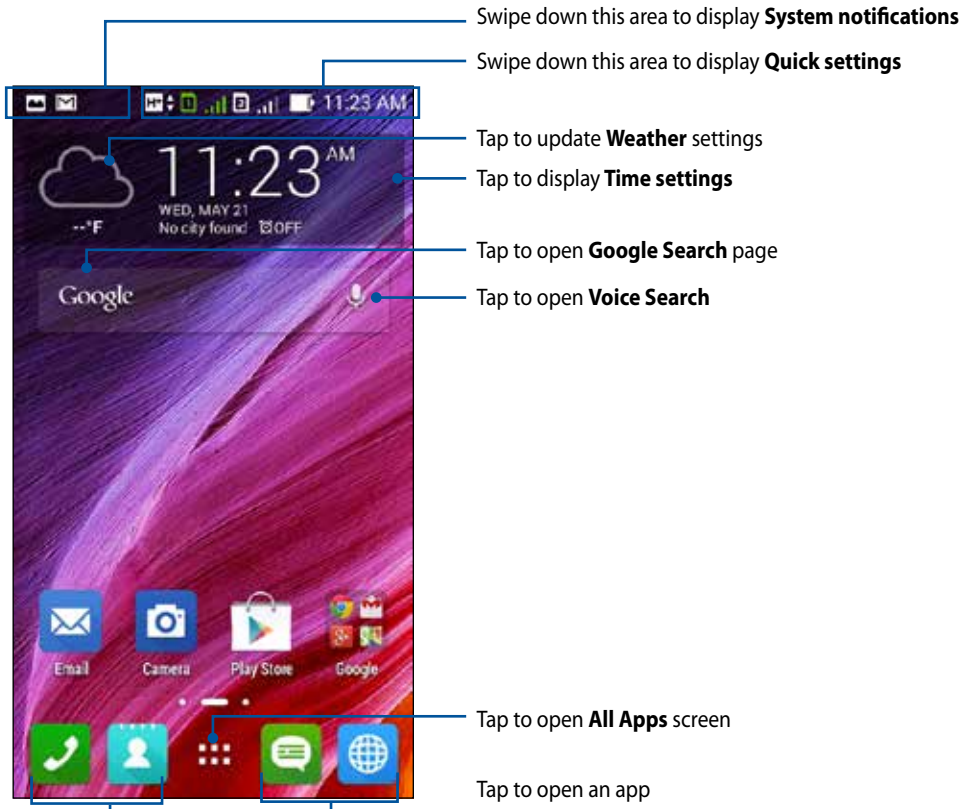 Swipe down this area to display System notifications
Swipe down this area to display Quick settings
H+ 1 2 11:23 AM
Tap to update Weather settings
11:23 AM
Tap to display Time settings
WED, MAY 21
--°F No city found OFF
Tap to open Google Search page
Google
Tap to open Voice Search
Email Camera Play Store Google
Tap to open All Apps screen
Tap to open an app